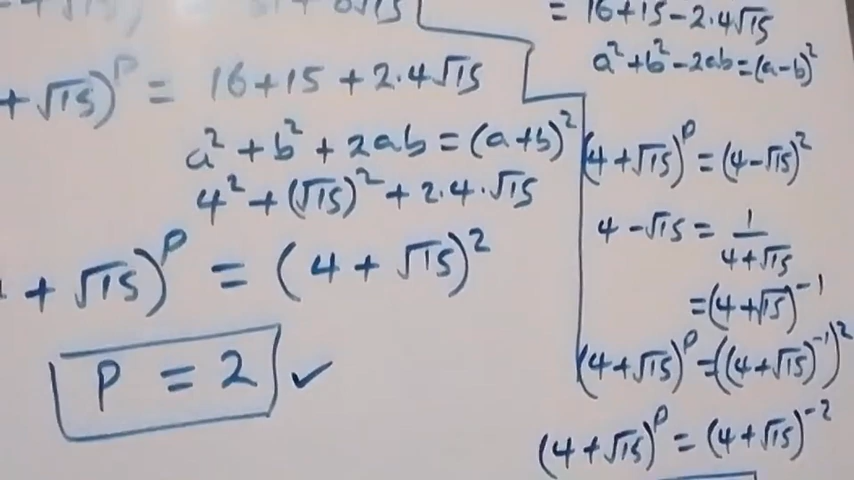 + √15)^p = 16+15+2·4√15
a² + b² + 2ab = (a+b)²
4² + (√15)² + 2·4·√15
+ √15)^p = (4 + √15)²
P = 2 ✓
= 16+15-2·4√15
a²+b²-2ab=(a-b)²
(4+√15)^p=(4-√15)²
4-√15 = 1/(4+√15)
=(4+√15)^-1
(4+√15)^p=((4+√15)^-1)²
(4+√15)^p=(4+√15)^-2